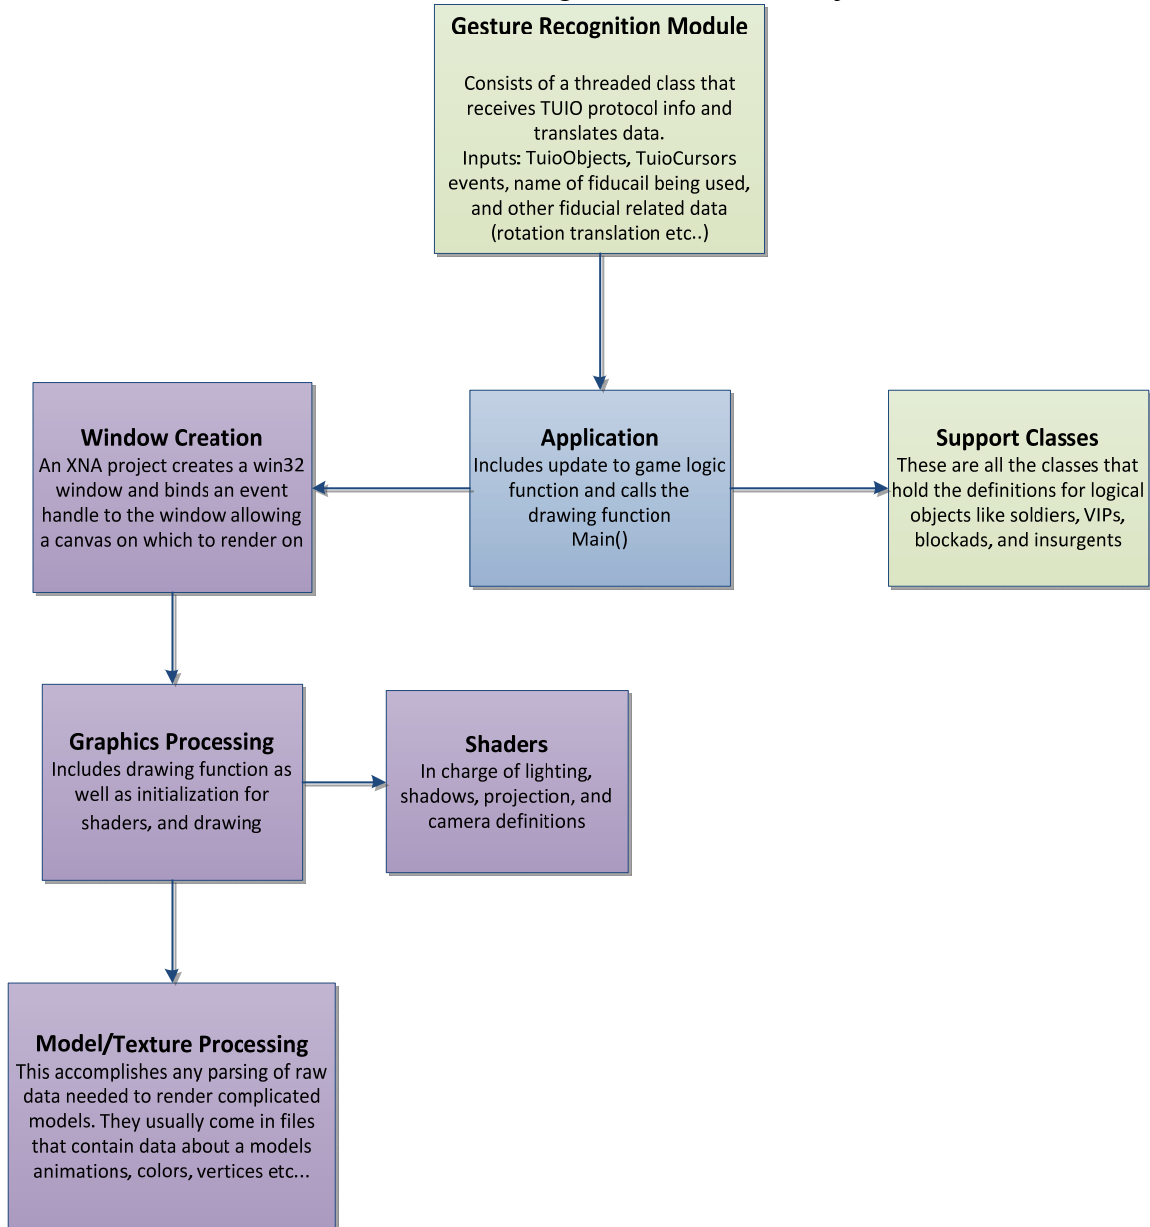 Gesture Recognition Module
Consists of a threaded class that
receives TUIO protocol info and
translates data.
Inputs: TuioObjects, TuioCursors
events, name of fiducail being used,
and other fiducial related data
(rotation translation etc..)
Window Creation
An XNA project creates a win32
window and binds an event
handle to the window allowing
a canvas on which to render on
Application
Includes update to game logic
function and calls the
drawing function
Main()
Support Classes
These are all the classes that
hold the definitions for logical
objects like soldiers, VIPs,
blockads, and insurgents
Graphics Processing
Includes drawing function as
well as initialization for
shaders, and drawing
Shaders
In charge of lighting,
shadows, projection, and
camera definitions
Model/Texture Processing
This accomplishes any parsing of raw
data needed to render complicated
models. They usually come in files
that contain data about a models
animations, colors, vertices etc...